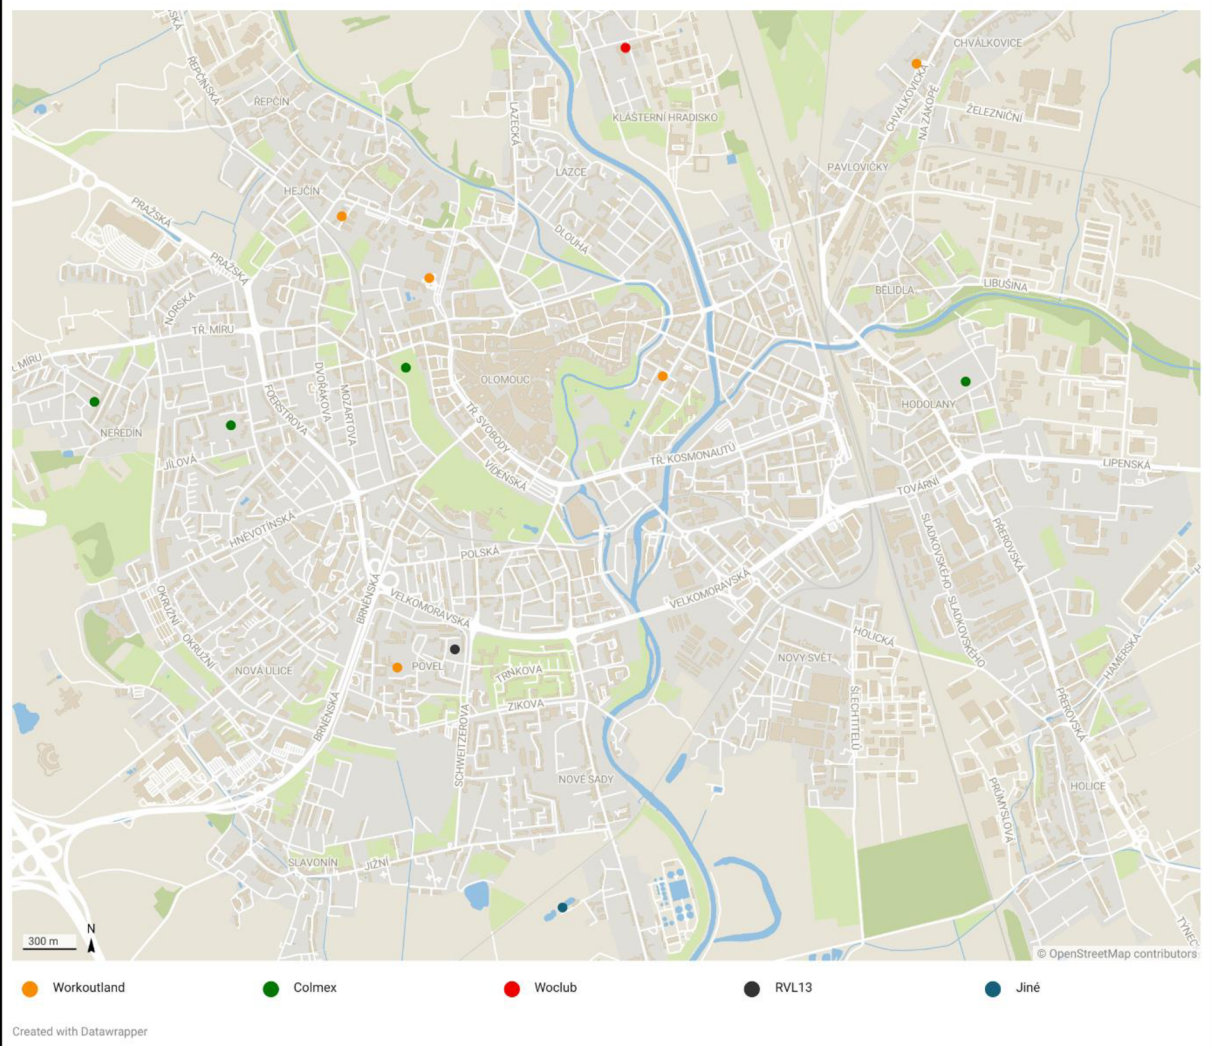 SKÁ
CHVÁLKOVICE
ŘEPČÍNSKÁ
ŘEPČÍN
LAZECKÁ
CHVÁLKOVICKÁ
NA ZÁKOPĚ
ŽELEZNIČNÍ
KLÁŠTERNÍ HRADISKO
LAZCE
PAVLOVIČKY
HEJČÍN
PRAŽSKÁ
DLOUHÁ
PRAŽSKÁ
BĚLIDLA
LIBUŠINA
NORSKÁ
TŘ. MÍRU
L MÍRU
DVOŘÁKOVA
MOZARTOVA
OLOMOUC
FOERSTROVA
HODOLANY
TŘ. SVOBODY
NEŘEDÍN
JÍLOVÁ
VÍDEŇSKÁ
TŘ. KOSMONAUTŮ
LIPENSKÁ
TOVÁRNÍ
HNĚVOTÍNSKÁ
SLADKOVSKÉHO
PŘEROVSKÁ
POLSKÁ
OKRUŽNÍ
BRNĚNSKÁ
VELKOMORAVSKÁ
VELKOMORAVSKÁ
SLADKOVSKÉHO
HOLICKÁ
OKRUŽNÍ
HAMERSKÁ
NOVÁ ULICE
POVEL
TRNKOVA
NOVÝ SVĚT
ZIKOVA
ŠLECHTITELŮ
BRNĚNSKÁ
SCHWEITZEROVA
PŘEROVSKÁ
NOVÉ SADY
HOLICE
PRŮMYSLOVÁ
SLAVONÍN
JIŽNÍ
TÝNEC
N
300 m
© OpenStreetMap contributors
Workoutland Colmex Woclub RVL13 Jiné
Created with Datawrapper